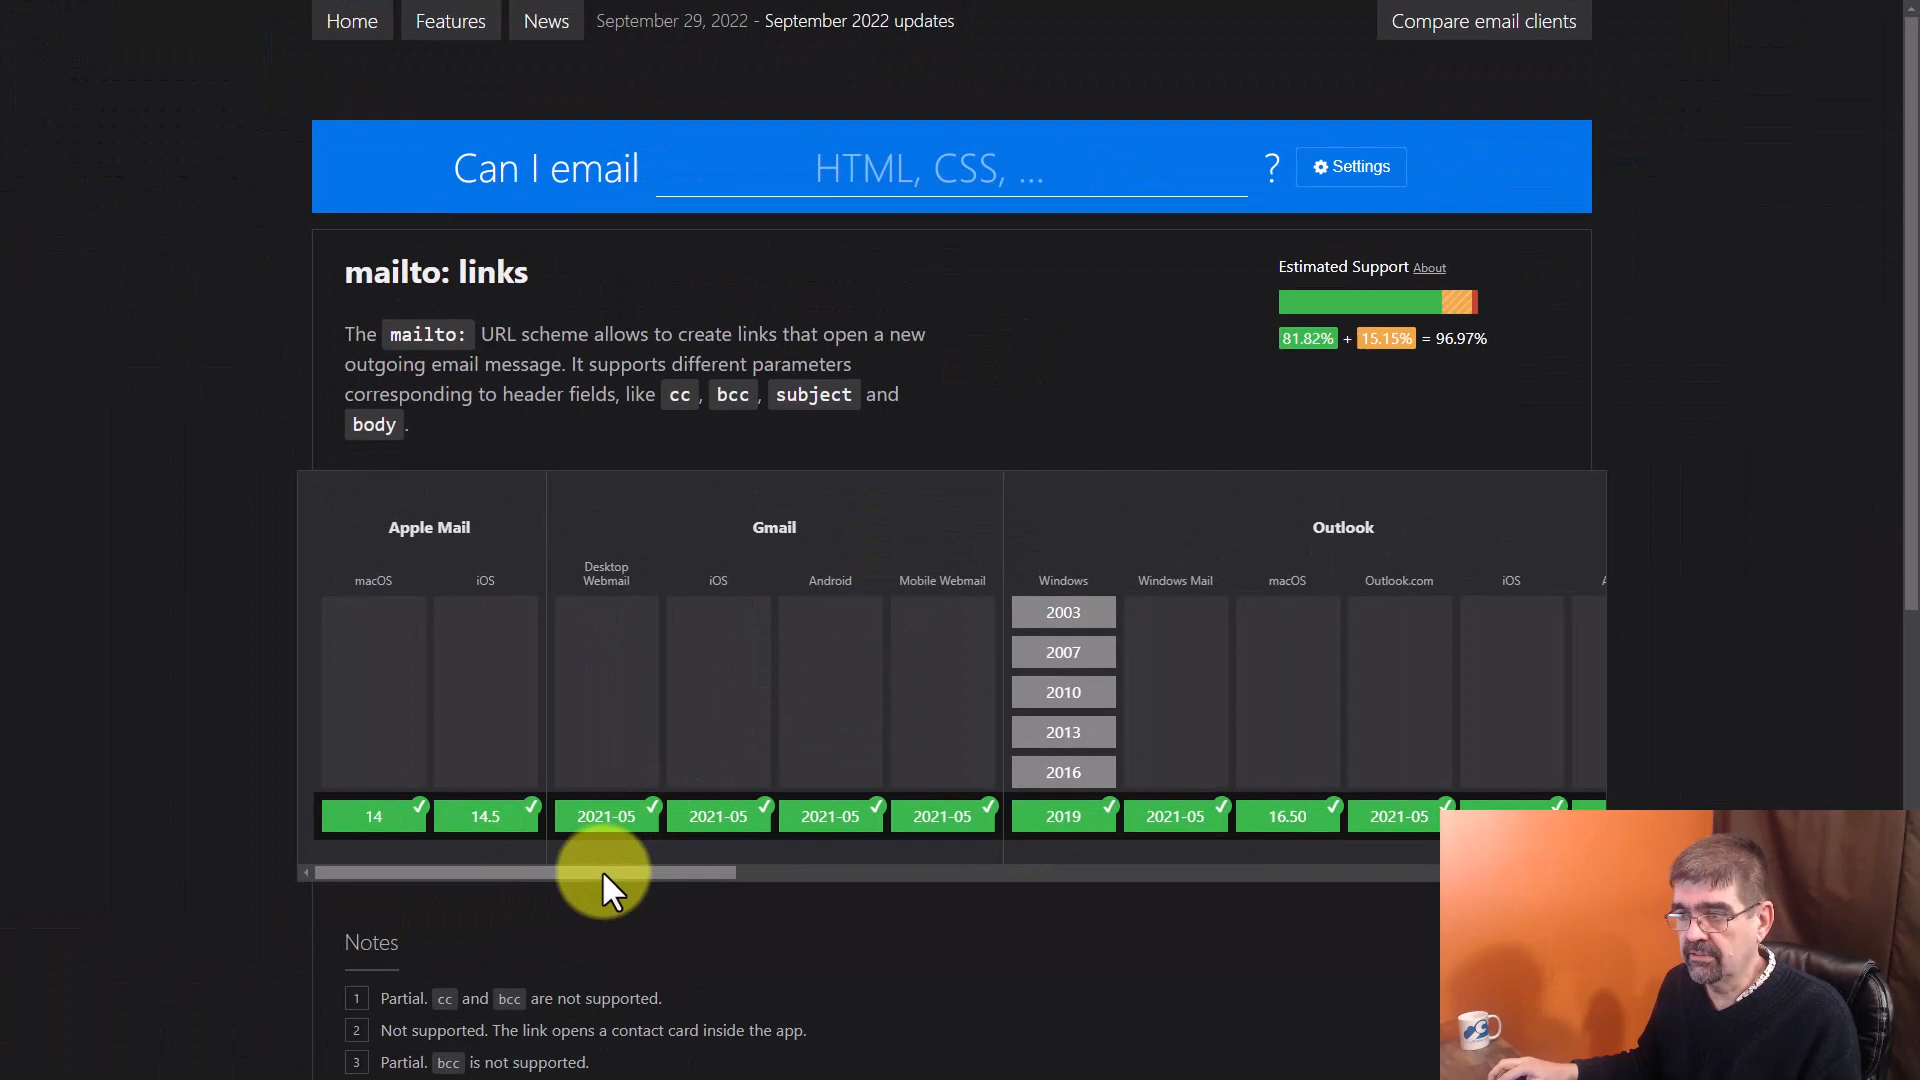 Home Features News September 29, 2022 - September 2022 updates Compare email clients
Can I email HTML, CSS, ... ? Settings
mailto: links
Estimated Support About
81.82% + 15.15% = 96.97%
The mailto: URL scheme allows to create links that open a new
outgoing email message. It supports different parameters
corresponding to header fields, like cc , bcc , subject and
body .
Apple Mail Gmail Outlook
macOS iOS Desktop Webmail iOS Android Mobile Webmail Windows Windows Mail macOS Outlook.com iOS
2003
2007
2010
2013
2016
14 14.5 2021-05 2021-05 2021-05 2021-05 2019 2021-05 16.50 2021-05
Notes
1 Partial. cc and bcc are not supported.
2 Not supported. The link opens a contact card inside the app.
3 Partial. bcc is not supported.